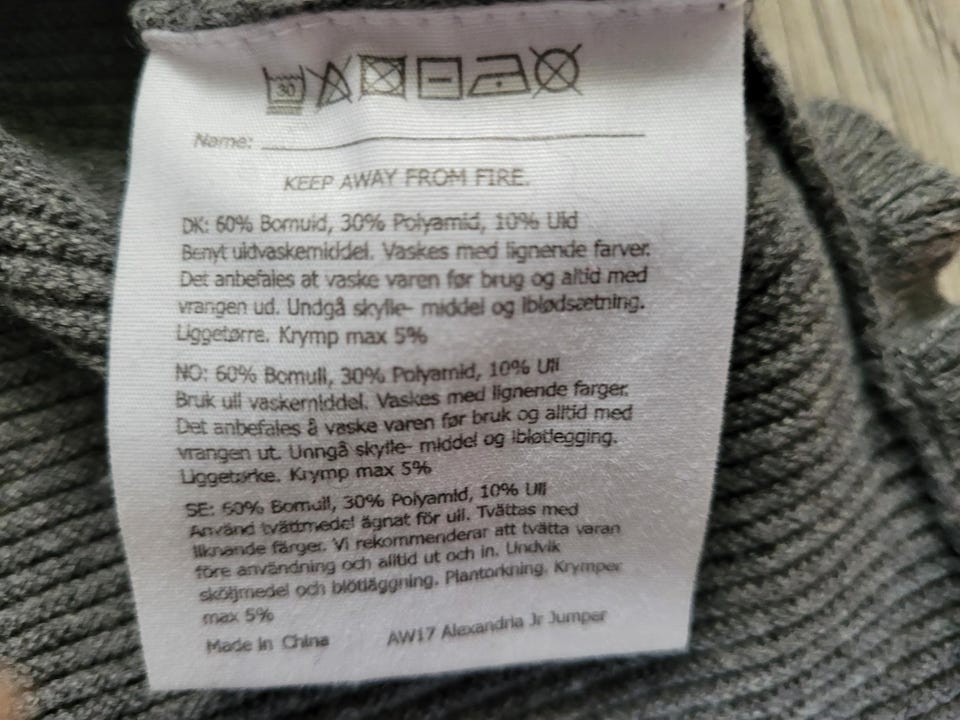 30
Name:
KEEP AWAY FROM FIRE.
DK: 60% Bomuld, 30% Polyamid, 10% Uld
Benyt uldvaskemiddel. Vaskes med lignende farver.
Det anbefales at vaske varen før brug og altid med
vrangen ud. Undgå skylle- middel og iblødsætning.
Liggetørre. Krymp max 5%
NO: 60% Bomull, 30% Polyamid, 10% Ull
Bruk ull vaskemiddel. Vaskes med lignende farger.
Det anbefales å vaske varen før bruk og alltid med
vrangen ut. Unngå skylle- middel og ibløtlegging.
Liggetørke. Krymp max 5%
SE: 60% Bomull, 30% Polyamid, 10% Ull
Använd tvättmedel ägnat för ull. Tvättas med
liknande färger. Vi rekommenderar att tvätta varan
före användning och alltid ut och in. Undvik
sköljmedel och blötläggning. Plantorkning. Krymper
max 5%
Made in China AW17 Alexandria Jr Jumper